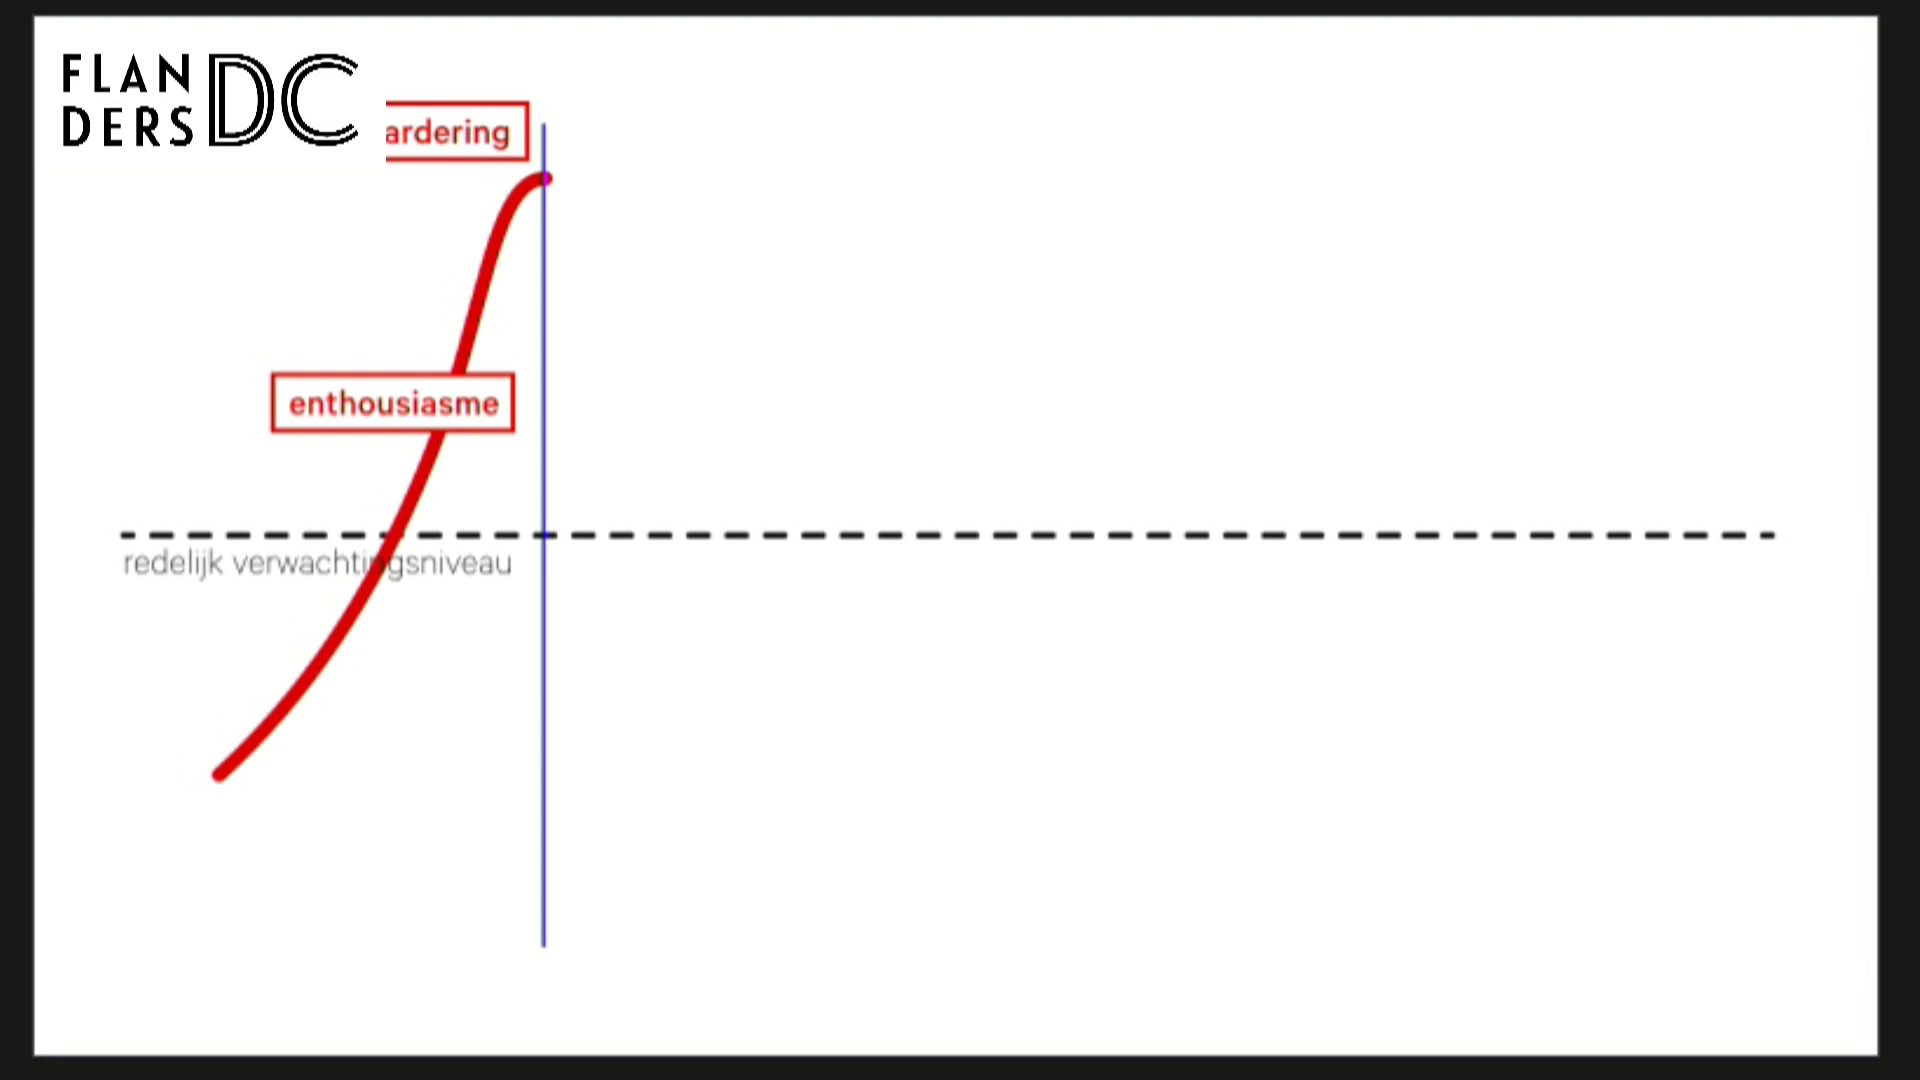 FLAN
DERS DC
ardering
enthousiasme
redelijk verwachtingsniveau